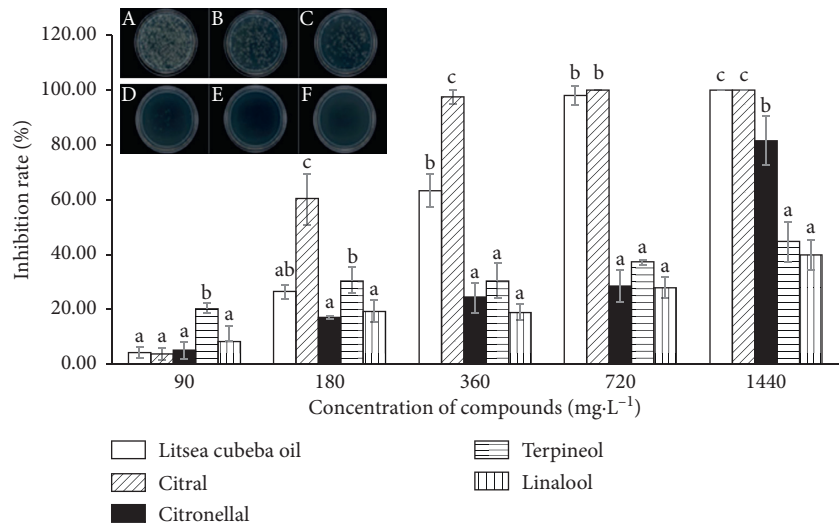 A B C
D E F
120.00
100.00
80.00
60.00
40.00
20.00
0.00
Inhibition rate (%)
a a a b a
ab c a b a
b c a a a
b b a a a
c c b a a
90 180 360 720 1440
Concentration of compounds (mg·L⁻¹)
Litsea cubeba oil
Citral
Citronellal
Terpineol
Linalool